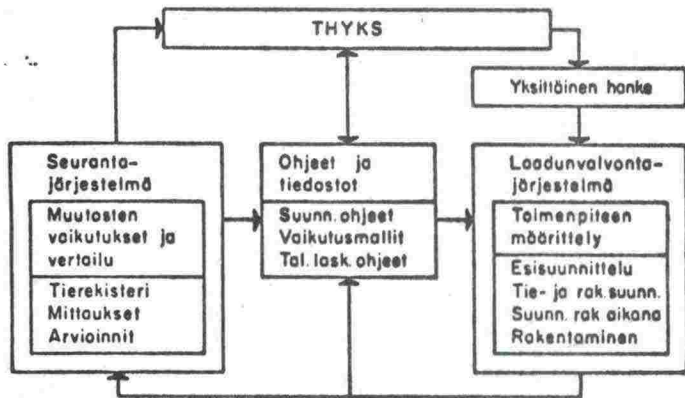 THYKS
Yksittäinen hanke
Seuranta-
järjestelmä
Muutosten
vaikutukset ja
vertailu
Tierekisteri
Mittaukset
Arvioinnit
Ohjeet ja
tiedostot
Suunn. ohjeet
Vaikutusmallit
Tal. lask. ohjeet
Laadunvalvonta-
järjestelmä
Toimenpiteen
määrittely
Esisuunnittelu
Tie- ja rak. suunn.
Suunn. rak aikana
Rakentaminen